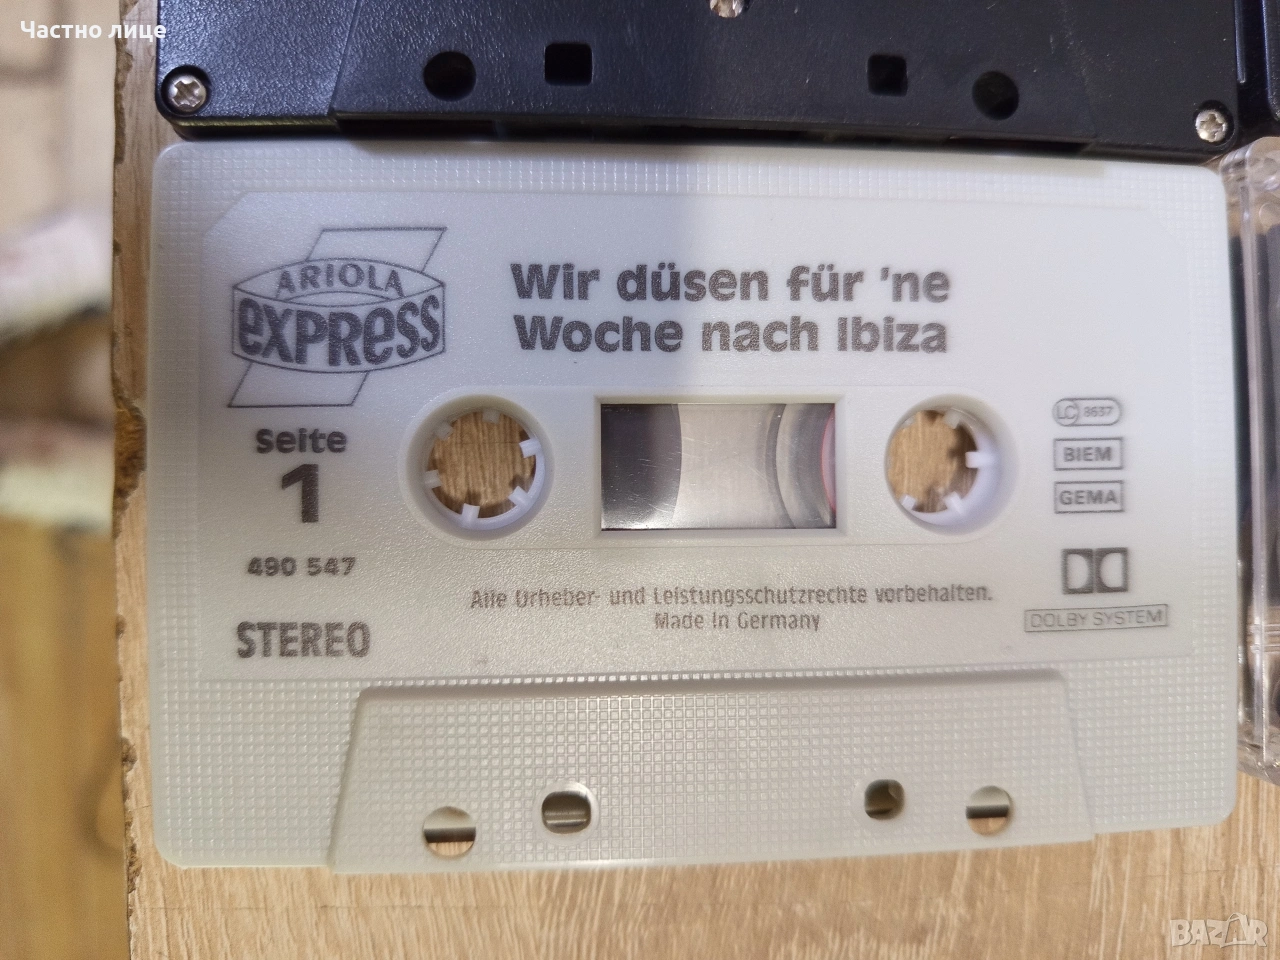 Частно лице
ARIOLA
eXPReSS
Wir düsen für 'ne
Woche nach Ibiza
Seite
1
490 547
STEREO
LC 8637
BIEM
GEMA
DOLBY SYSTEM
Alle Urheber- und Leistungsschutzrechte vorbehalten.
Made in Germany
BAZAR